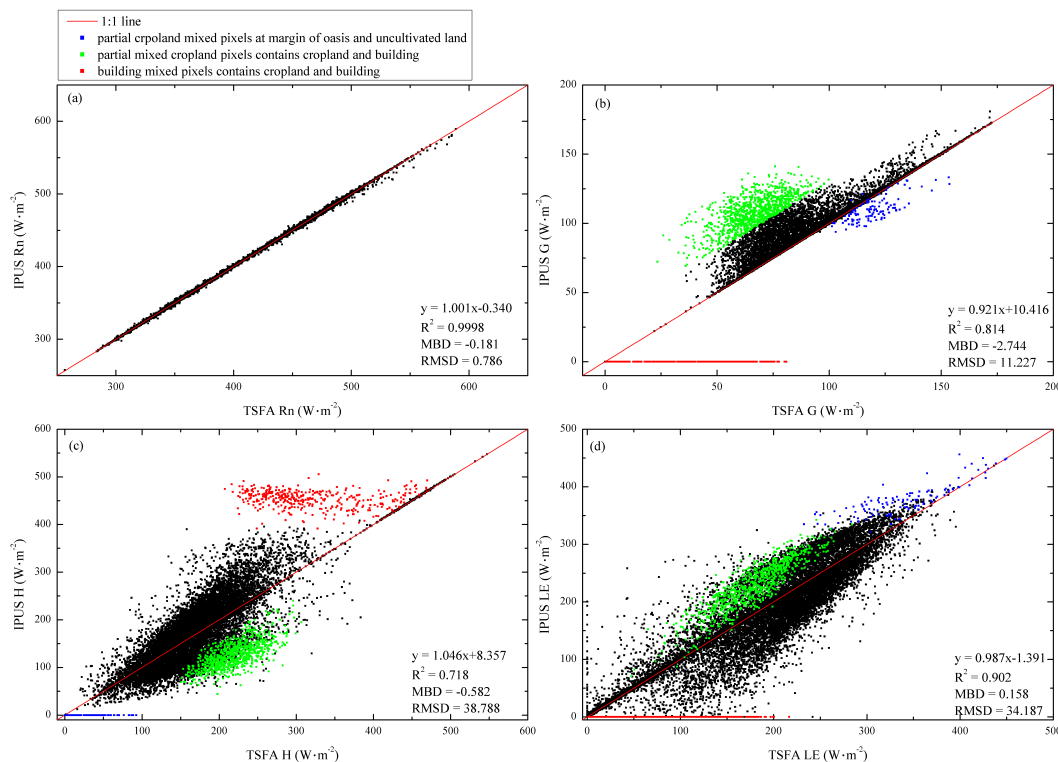 1:1 line
partial crpoland mixed pixels at margin of oasis and uncultivated land
partial mixed cropland pixels contains cropland and building
building mixed pixels contains cropland and building
(a)
600
500
400
300
IPUS Rn (W·m-2)
y = 1.001x-0.340
R2 = 0.9998
MBD = -0.181
RMSD = 0.786
300
400
500
600
TSFA Rn (W·m-2)
(b)
200
150
100
50
0
IPUS G (W·m-2)
y = 0.921x+10.416
R2 = 0.814
MBD = -2.744
RMSD = 11.227
0
50
100
150
200
TSFA G (W·m-2)
(c)
600
500
400
300
200
100
0
IPUS H (W·m-2)
y = 1.046x+8.357
R2 = 0.718
MBD = -0.582
RMSD = 38.788
0
100
200
300
400
500
600
TSFA H (W·m-2)
(d)
500
400
300
200
100
0
IPUS LE (W·m-2)
y = 0.987x-1.391
R2 = 0.902
MBD = 0.158
RMSD = 34.187
0
100
200
300
400
500
TSFA LE (W·m-2)